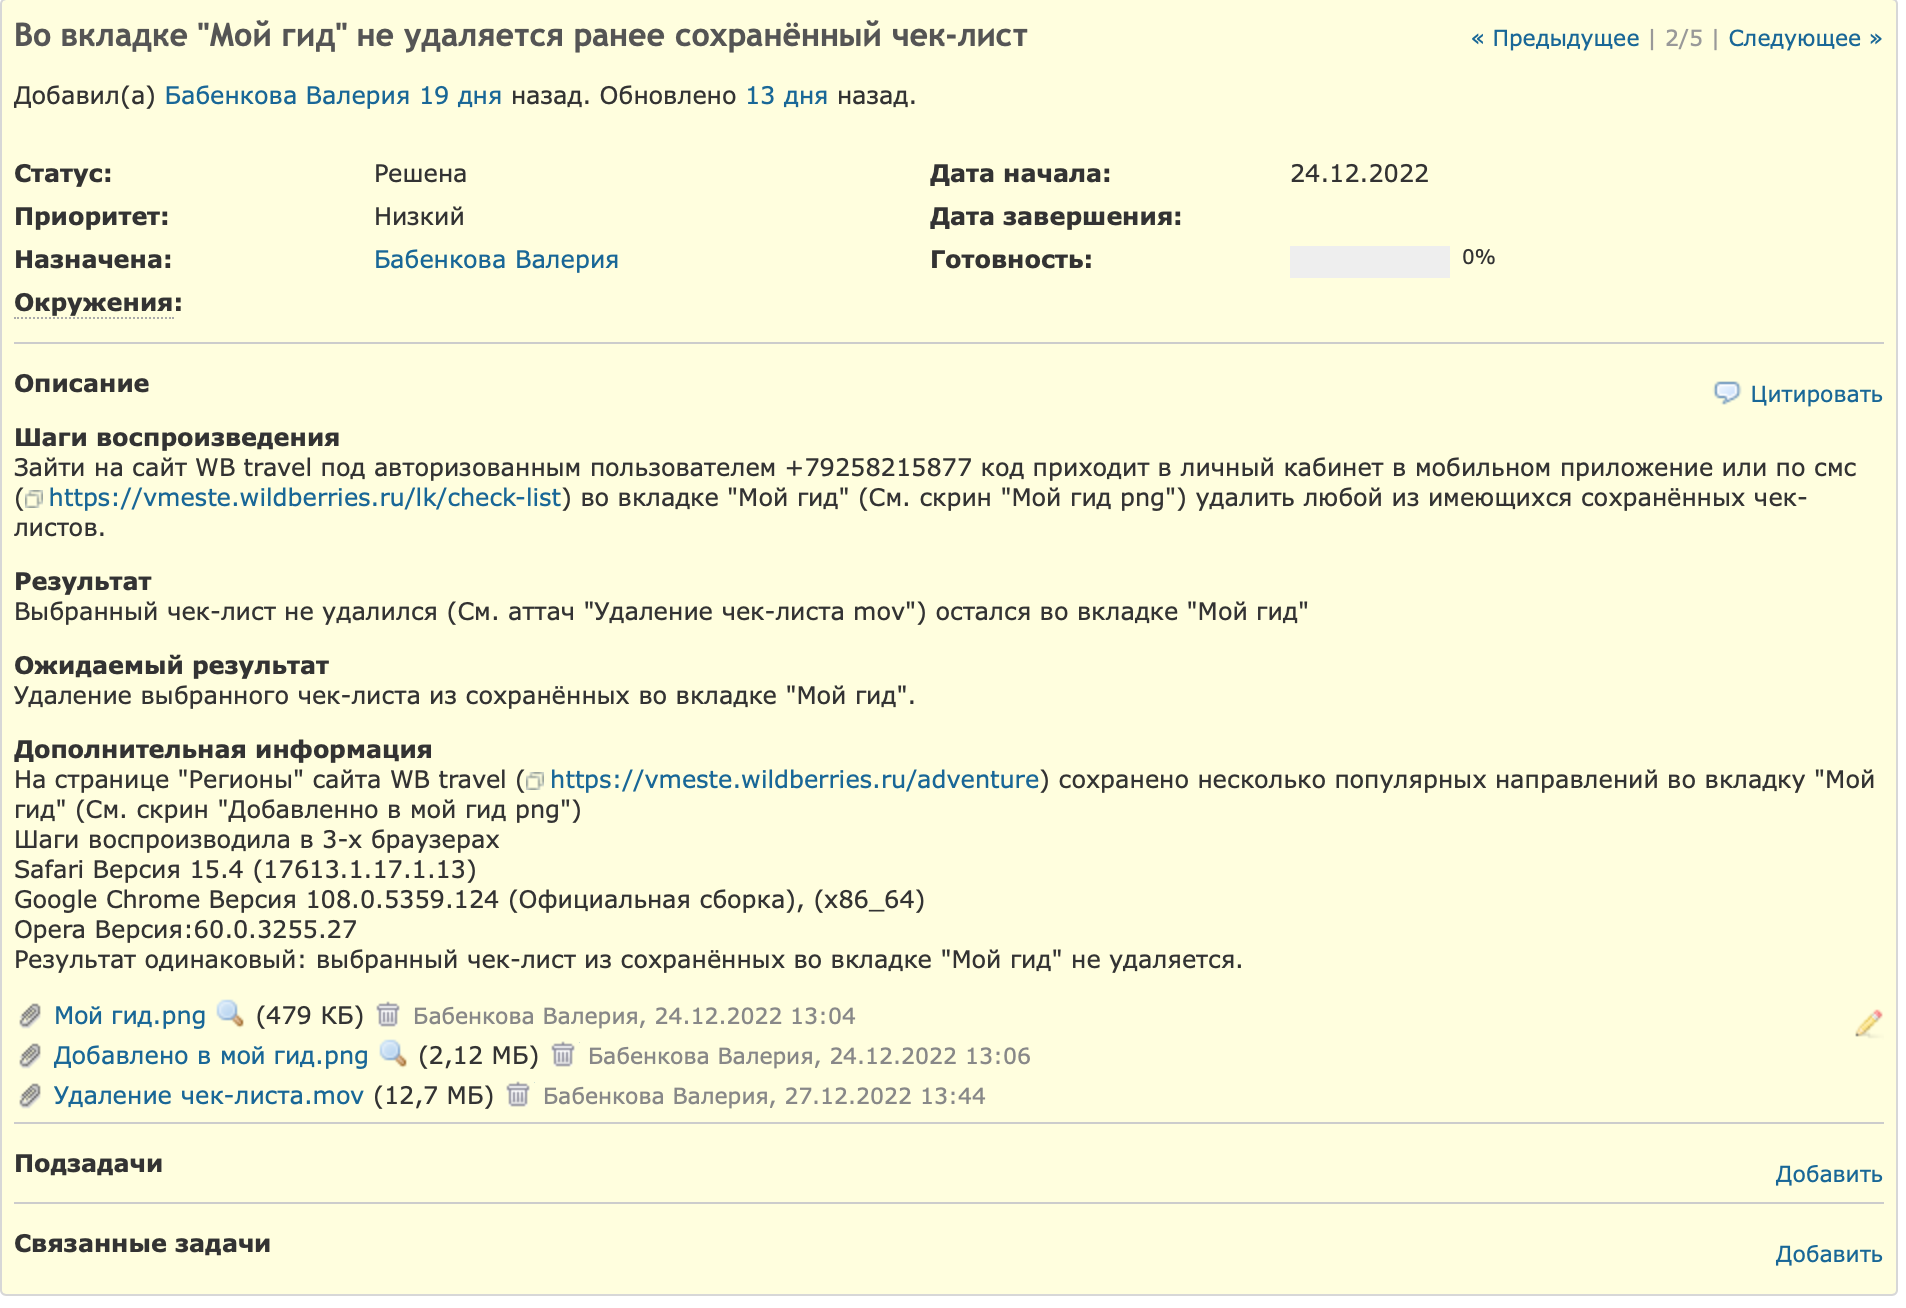 Во вкладке "Мой гид" не удаляется ранее сохранённый чек-лист
« Предыдущее | 2/5 | Следующее »
Добавил(а) Бабенкова Валерия 19 дня назад. Обновлено 13 дня назад.
Статус: Решена Дата начала: 24.12.2022
Приоритет: Низкий Дата завершения:
Назначена: Бабенкова Валерия Готовность: 0%
Окружения:
Описание
Цитировать
Шаги воспроизведения
Зайти на сайт WB travel под авторизованным пользователем +79258215877 код приходит в личный кабинет в мобильном приложение или по смс
(https://vmeste.wildberries.ru/lk/check-list) во вкладке "Мой гид" (См. скрин "Мой гид png") удалить любой из имеющихся сохранённых чек-
листов.
Результат
Выбранный чек-лист не удалился (См. аттач "Удаление чек-листа mov") остался во вкладке "Мой гид"
Ожидаемый результат
Удаление выбранного чек-листа из сохранённых во вкладке "Мой гид".
Дополнительная информация
На странице "Регионы" сайта WB travel (https://vmeste.wildberries.ru/adventure) сохранено несколько популярных направлений во вкладку "Мой
гид" (См. скрин "Добавленно в мой гид png")
Шаги воспроизводила в 3-х браузерах
Safari Версия 15.4 (17613.1.17.1.13)
Google Chrome Версия 108.0.5359.124 (Официальная сборка), (x86_64)
Opera Версия:60.0.3255.27
Результат одинаковый: выбранный чек-лист из сохранённых во вкладке "Мой гид" не удаляется.
Мой гид.png (479 КБ) Бабенкова Валерия, 24.12.2022 13:04
Добавлено в мой гид.png (2,12 МБ) Бабенкова Валерия, 24.12.2022 13:06
Удаление чек-листа.mov (12,7 МБ) Бабенкова Валерия, 27.12.2022 13:44
Подзадачи
Добавить
Связанные задачи
Добавить